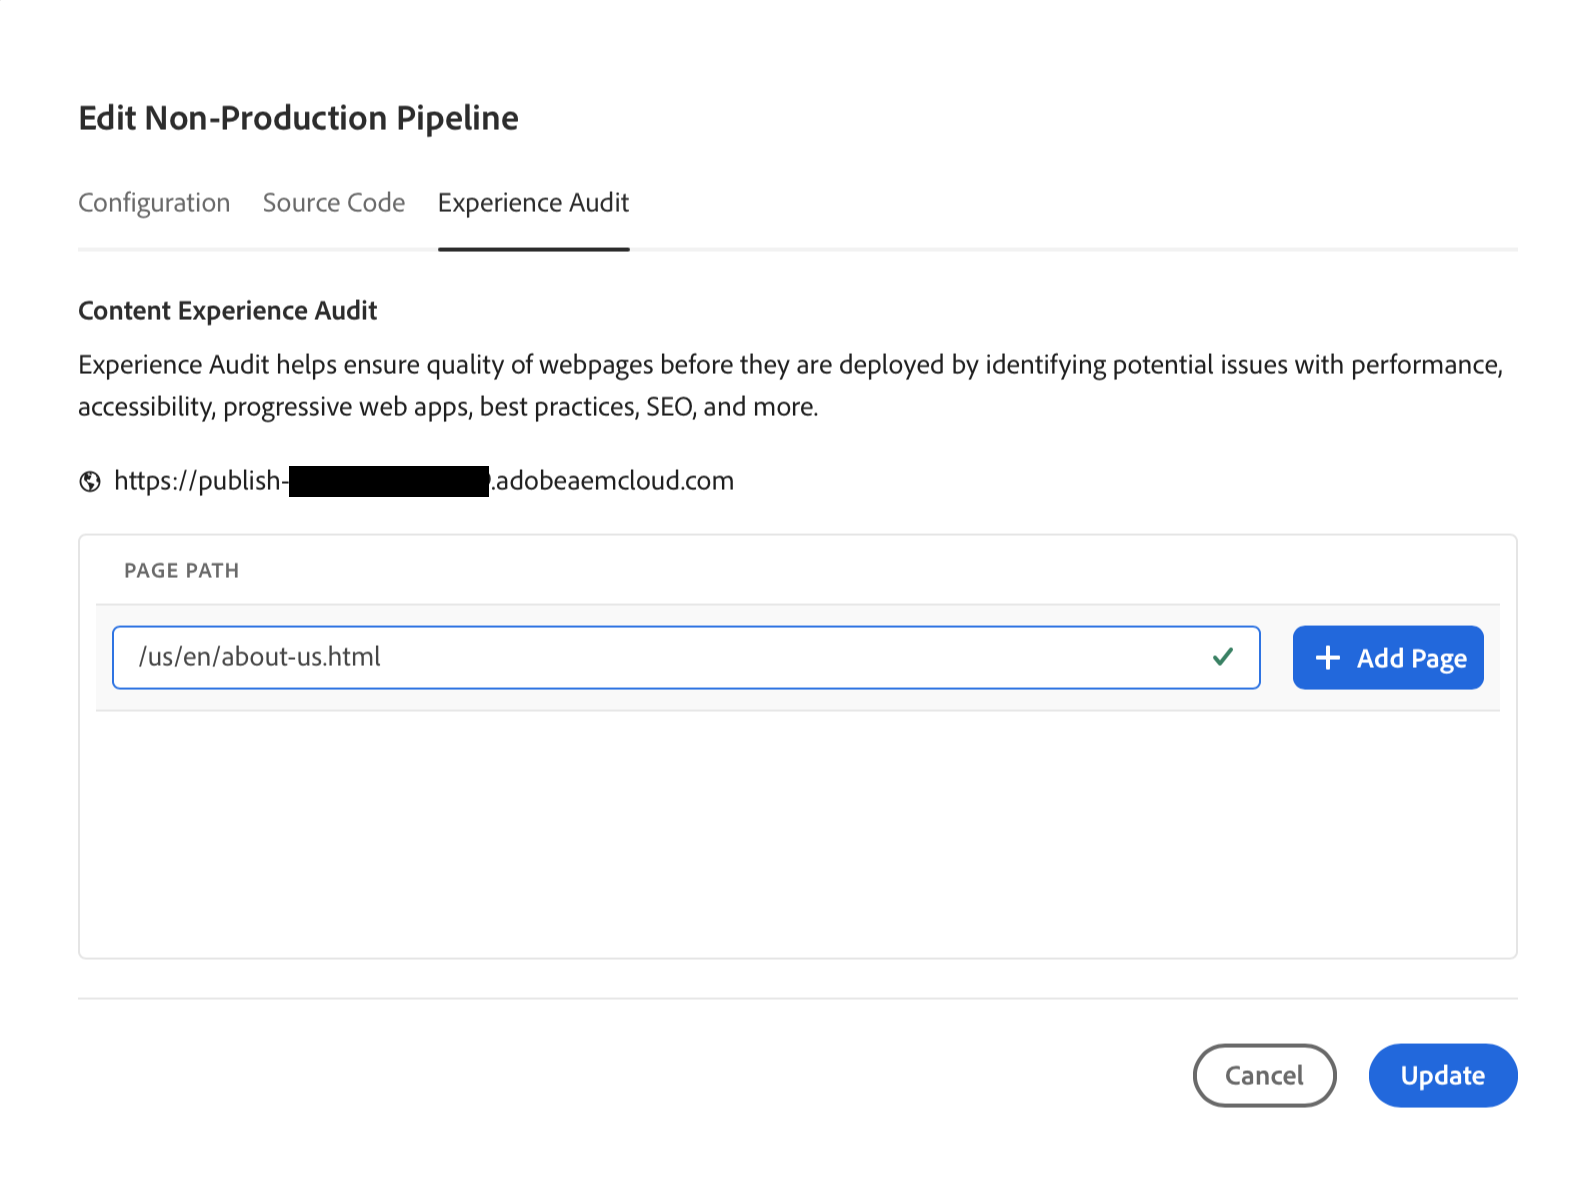 Edit Non-Production Pipeline
Configuration Source Code Experience Audit
Content Experience Audit
Experience Audit helps ensure quality of webpages before they are deployed by identifying potential issues with performance,
accessibility, progressive web apps, best practices, SEO, and more.
https://publish-.adobeaemcloud.com
PAGE PATH
/us/en/about-us.html
Add Page
Cancel Update